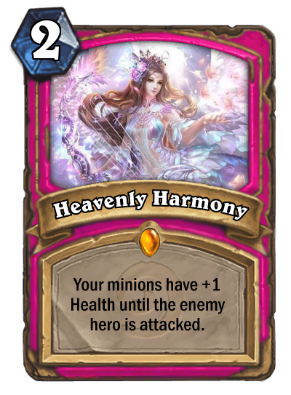 2
Heavenly Harmony
Your minions have +1
Health until the enemy
hero is attacked.